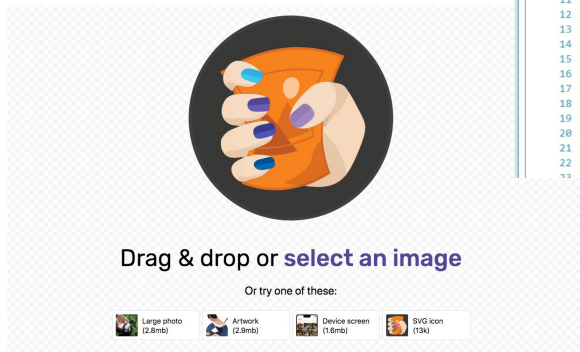 12
13
14
15
16
17
18
19
20
21
22
Drag & drop or select an image
Or try one of these:
Large photo
(2.8mb)
Artwork
(2.9mb)
Device screen
(1.6mb)
SVG icon
(13k)